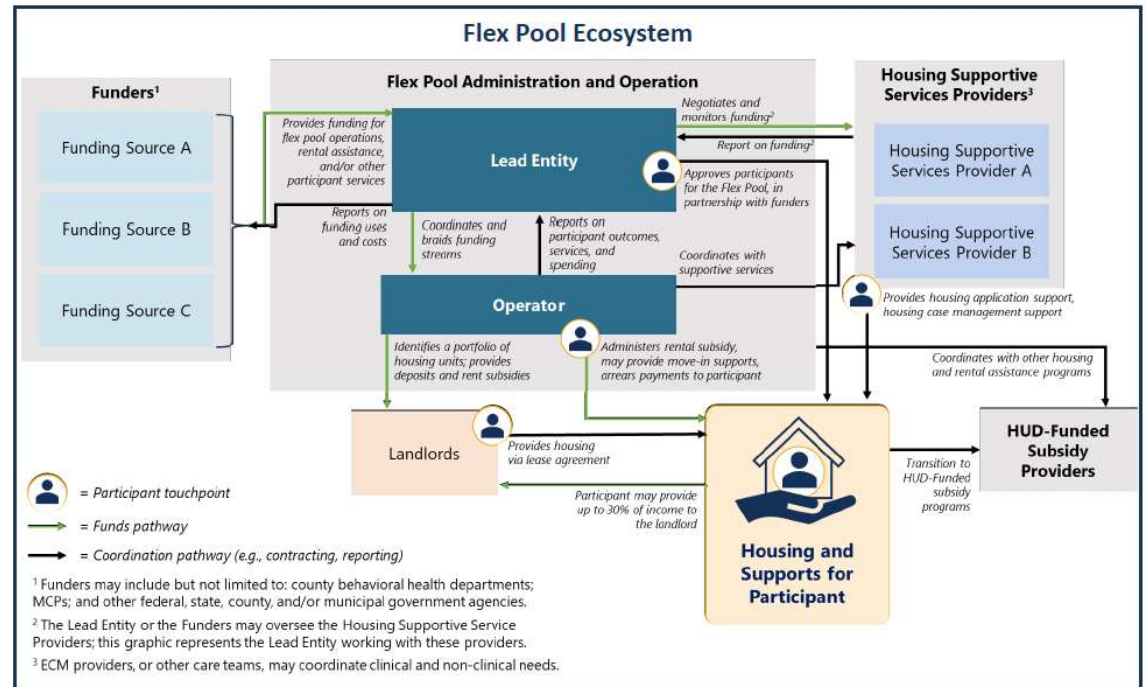 Flex Pool Ecosystem
Funders¹
Funding Source A
Funding Source B
Funding Source C
Flex Pool Administration and Operation
Provides funding for
flex pool operations,
rental assistance,
and/or other
participant services
Lead Entity
Negotiates and
monitors funding²
Report on funding²
Approves participants
for the Flex Pool, in
partnership with funders
Reports on
funding uses
and costs
Coordinates and
braids funding
streams
Reports on
participant outcomes,
services, and
spending
Coordinates with
supportive services
Operator
Identifies a portfolio of
housing units; provides
deposits and rent subsidies
Administers rental subsidy,
may provide move-in supports,
arrears payments to participant
Housing Supportive
Services Providers³
Housing Supportive
Services Provider A
Housing Supportive
Services Provider B
Provides housing application support,
housing case management support
Coordinates with other housing
and rental assistance programs
Landlords
Provides housing
via lease agreement
Participant may provide
up to 30% of income to
the landlord
Housing and
Supports for
Participant
Transition to
HUD-Funded
subsidy
programs
HUD-Funded
Subsidy
Providers
= Participant touchpoint
= Funds pathway
= Coordination pathway (e.g., contracting, reporting)
¹ Funders may include but not limited to: county behavioral health departments;
MCPs; and other federal, state, county, and/or municipal government agencies.
² The Lead Entity or the Funders may oversee the Housing Supportive Service
Providers; this graphic represents the Lead Entity working with these providers.
³ ECM providers, or other care teams, may coordinate clinical and non-clinical needs.